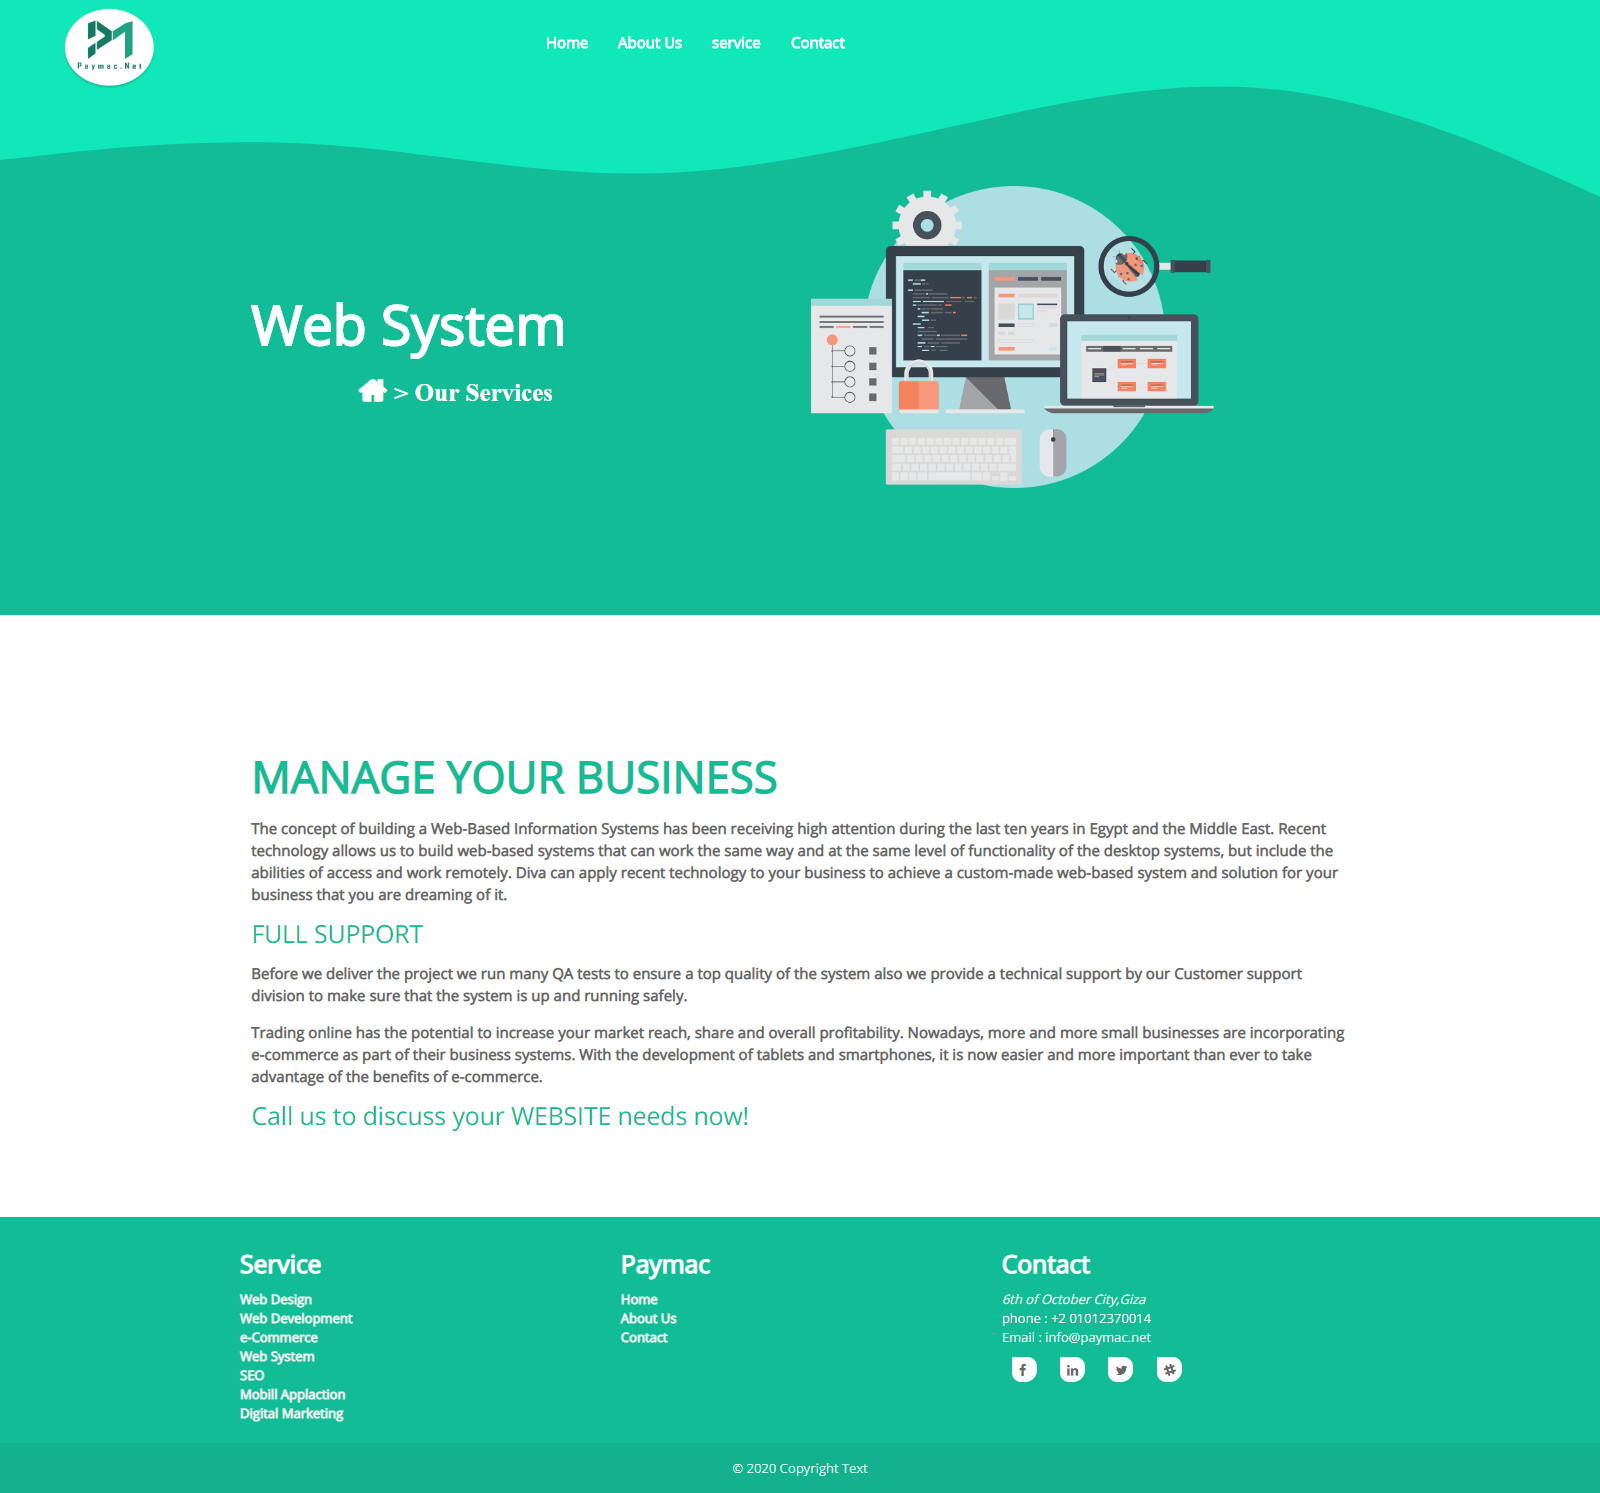 Paymac.Net
Home About Us service Contact
Web System
> Our Services
MANAGE YOUR BUSINESS
The concept of building a Web-Based Information Systems has been receiving high attention during the last ten years in Egypt and the Middle East. Recent
technology allows us to build web-based systems that can work the same way and at the same level of functionality of the desktop systems, but include the
abilities of access and work remotely. Diva can apply recent technology to your business to achieve a custom-made web-based system and solution for your
business that you are dreaming of it.
FULL SUPPORT
Before we deliver the project we run many QA tests to ensure a top quality of the system also we provide a technical support by our Customer support
division to make sure that the system is up and running safely.
Trading online has the potential to increase your market reach, share and overall profitability. Nowadays, more and more small businesses are incorporating
e-commerce as part of their business systems. With the development of tablets and smartphones, it is now easier and more important than ever to take
advantage of the benefits of e-commerce.
Call us to discuss your WEBSITE needs now!
Service
Web Design
Web Development
e-Commerce
Web System
SEO
Mobill Applaction
Digital Marketing
Paymac
Home
About Us
Contact
Contact
6th of October City,Giza
phone : +2 01012370014
Email : info@paymac.net
© 2020 Copyright Text